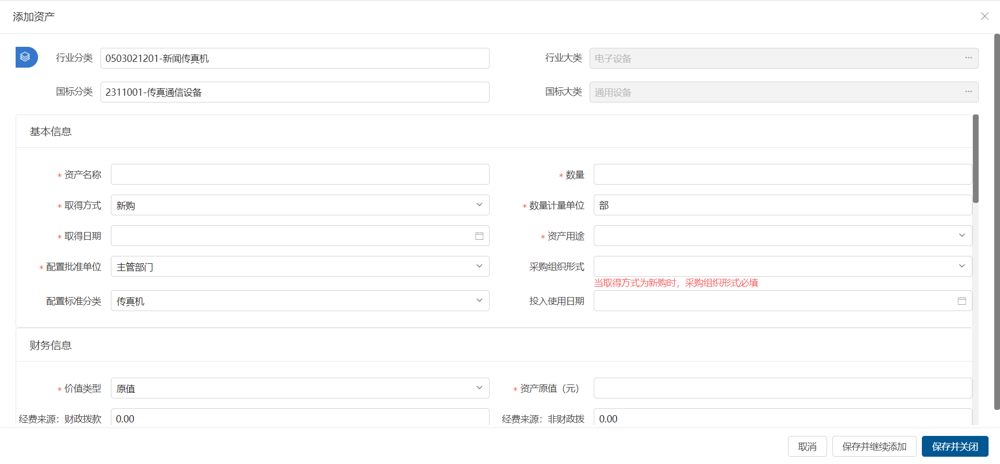 添加资产
行业分类 0503021201-新闻传真机 行业大类 电子设备 ···
国标分类 2311001-传真通信设备 国标大类 通用设备 ···
基本信息
* 资产名称 * 数量
* 取得方式 新购 * 数量计量单位 部
* 取得日期 * 资产用途
* 配置批准单位 主管部门 采购组织形式
当取得方式为新购时，采购组织形式必填
配置标准分类 传真机 投入使用日期
财务信息
* 价值类型 原值 * 资产原值（元）
经费来源：财政拨款 0.00 经费来源：非财政拨 0.00
取消 保存并继续添加 保存并关闭